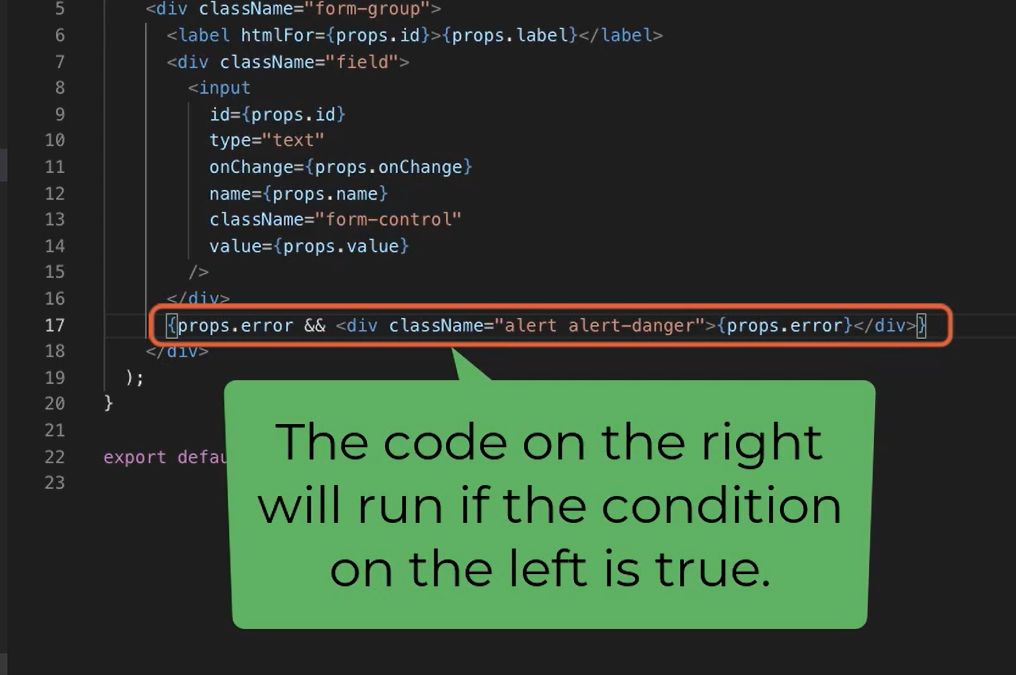 5 <div className="form-group">
6 <label htmlFor={props.id}>{props.label}</label>
7 <div className="field">
8 <input
9 id={props.id}
10 type="text"
11 onChange={props.onChange}
12 name={props.name}
13 className="form-control"
14 value={props.value}
15 />
16 </div>
17 {props.error && <div className="alert alert-danger">{props.error}</div>}
18 </div>
19 );
20 }
21
22 export defau
23
The code on the right
will run if the condition
on the left is true.